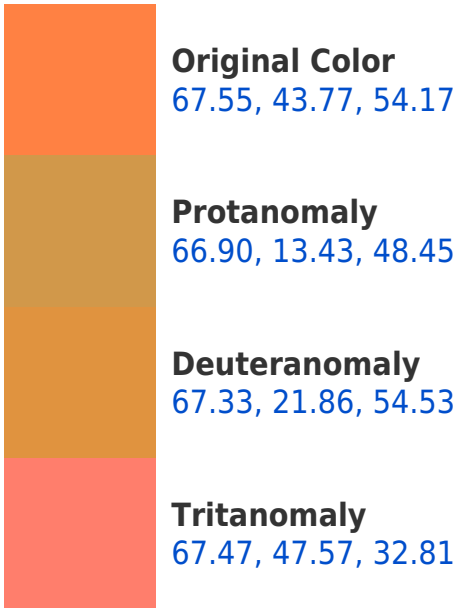 Original Color
67.55, 43.77, 54.17
Protanomaly
66.90, 13.43, 48.45
Deuteranomaly
67.33, 21.86, 54.53
Tritanomaly
67.47, 47.57, 32.81